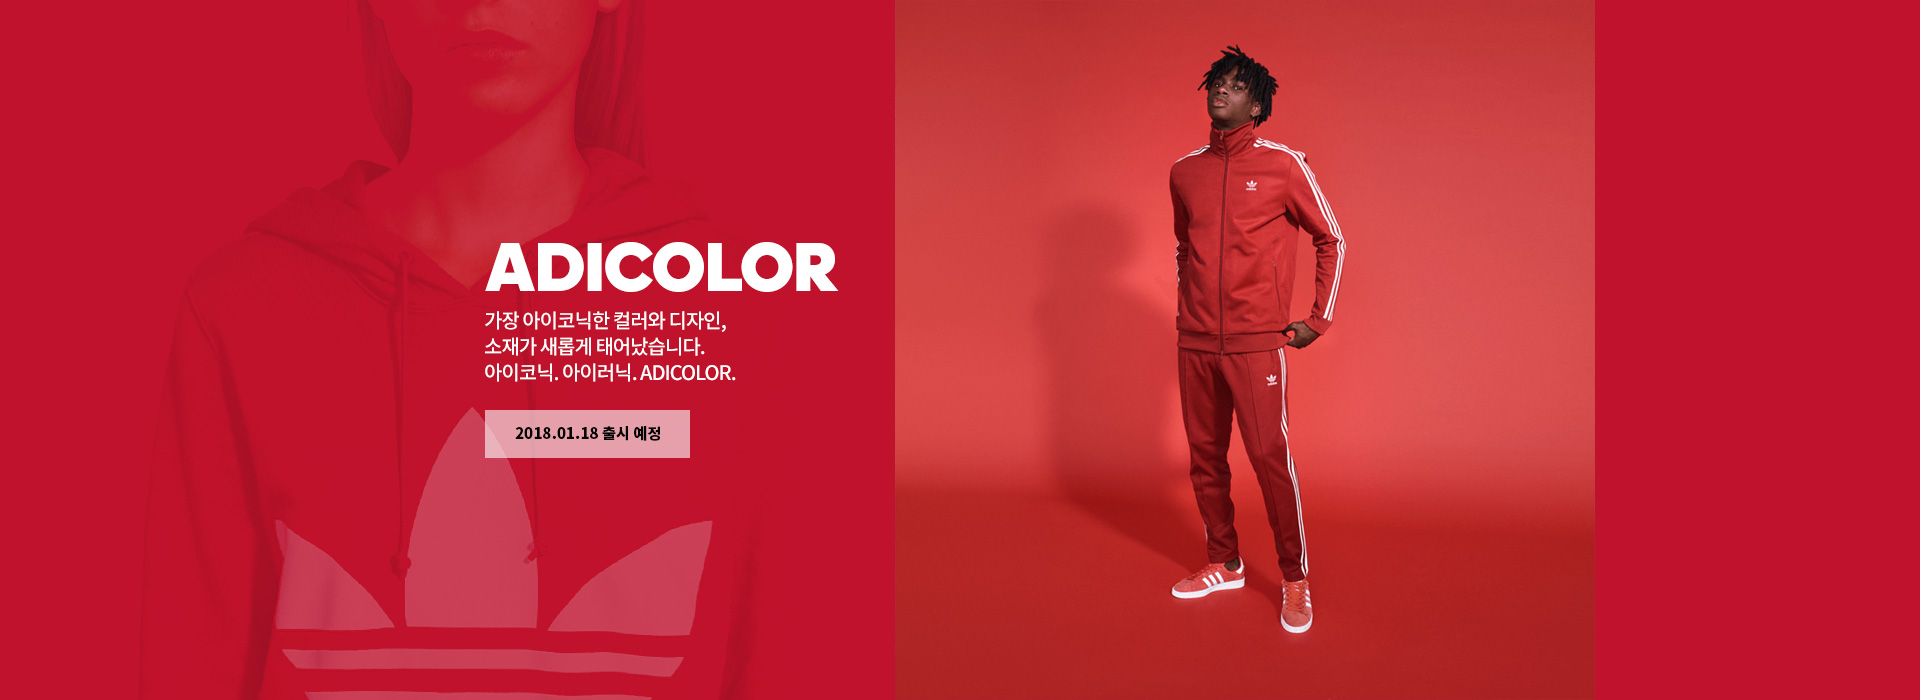 ADICOLOR
가장 아이코닉한 컬러와 디자인,
소재가 새롭게 태어났습니다.
아이코닉. 아이러닉. ADICOLOR.
2018.01.18 출시 예정